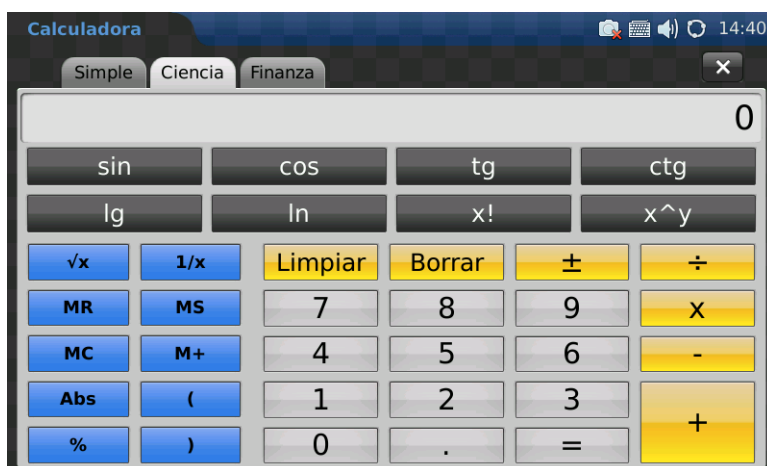 Calculadora 14:40
Simple Ciencia Finanza ×
0
sin cos tg ctg
lg ln x! x^y
√x 1/x Limpiar Borrar ± ÷
MR MS 7 8 9 x
MC M+ 4 5 6 -
Abs ( 1 2 3 +
% ) 0 . =